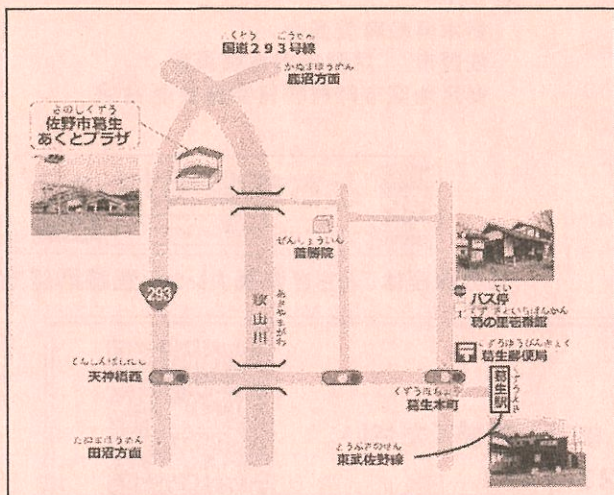 こくどう ごうせん
国道293号線
かぬまほうめん
鹿沼方面
さのしくずう
佐野市葛生
あくとプラザ
ぜんしょういん
善勝院
293
秋山川
あきやまがわ
てい
バス停
くずうさといちばんかん
葛の里壱番館
くずうゆうびんきょく
葛生郵便局
てんじんばしにし
天神橋西
くずうほんちょう
葛生本町
葛生駅
くずうえき
たぬまほうめん
田沼方面
とうぶさのせん
東武佐野線